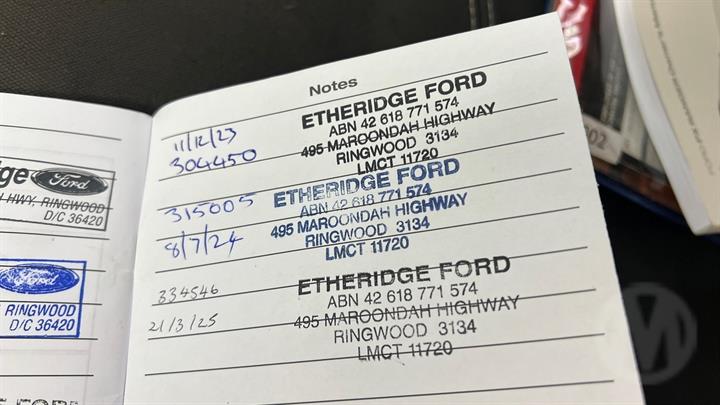 Notes
11/12/23
304450
ETHERIDGE FORD
ABN 42 618 771 574
495 MAROONDAH HIGHWAY
RINGWOOD 3134
LMCT 11720
315005
8/7/24
ETHERIDGE FORD
ABN 42 618 771 574
495 MAROONDAH HIGHWAY
RINGWOOD 3134
LMCT 11720
334546
21/3/25
ETHERIDGE FORD
ABN 42 618 771 574
495 MAROONDAH HIGHWAY
RINGWOOD 3134
LMCT 11720
Ford
HWY, RINGWOOD
D/C 36420
Ford
RINGWOOD
D/C 36420